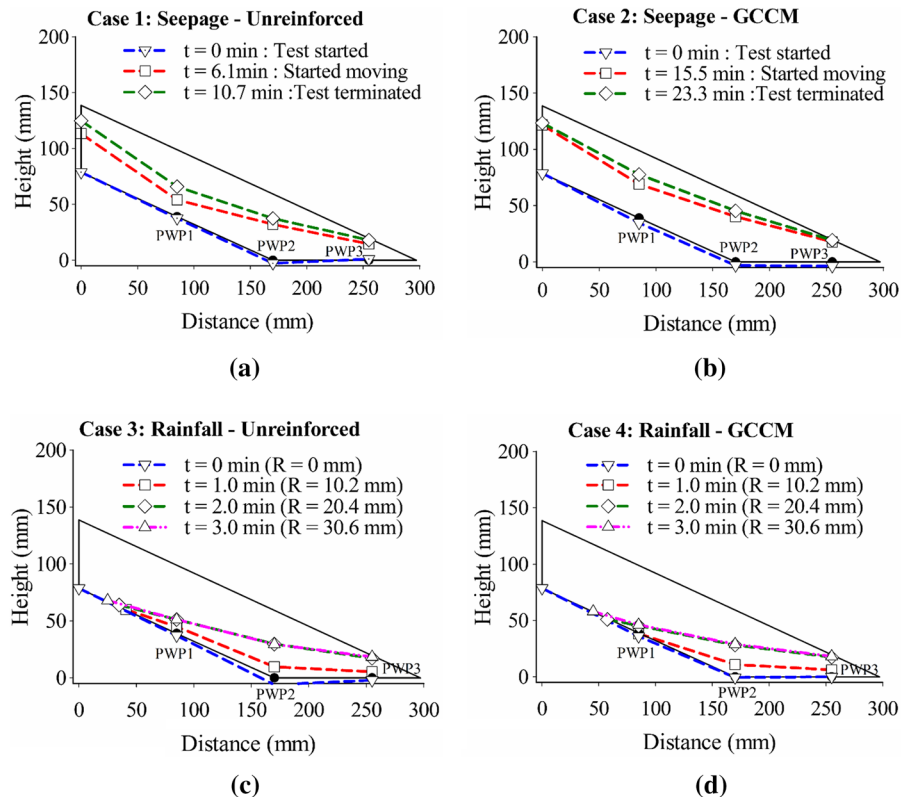 Case 1: Seepage - Unreinforced
200
150
100
50
0
Height (mm)
t = 0 min : Test started
t = 6.1min : Started moving
t = 10.7 min :Test terminated
PWP1
PWP2
PWP3
0 50 100 150 200 250 300
Distance (mm)
(a)
Case 2: Seepage - GCCM
200
150
100
50
0
Height (mm)
t = 0 min : Test started
t = 15.5 min : Started moving
t = 23.3 min :Test terminated
PWP1
PWP2
PWP3
0 50 100 150 200 250 300
Distance (mm)
(b)
Case 3: Rainfall - Unreinforced
200
150
100
50
0
Height (mm)
t = 0 min (R = 0 mm)
t = 1.0 min (R = 10.2 mm)
t = 2.0 min (R = 20.4 mm)
t = 3.0 min (R = 30.6 mm)
PWP1
PWP2
PWP3
0 50 100 150 200 250 300
Distance (mm)
(c)
Case 4: Rainfall - GCCM
200
150
100
50
0
Height (mm)
t = 0 min (R = 0 mm)
t = 1.0 min (R = 10.2 mm)
t = 2.0 min (R = 20.4 mm)
t = 3.0 min (R = 30.6 mm)
PWP1
PWP2
PWP3
0 50 100 150 200 250 300
Distance (mm)
(d)